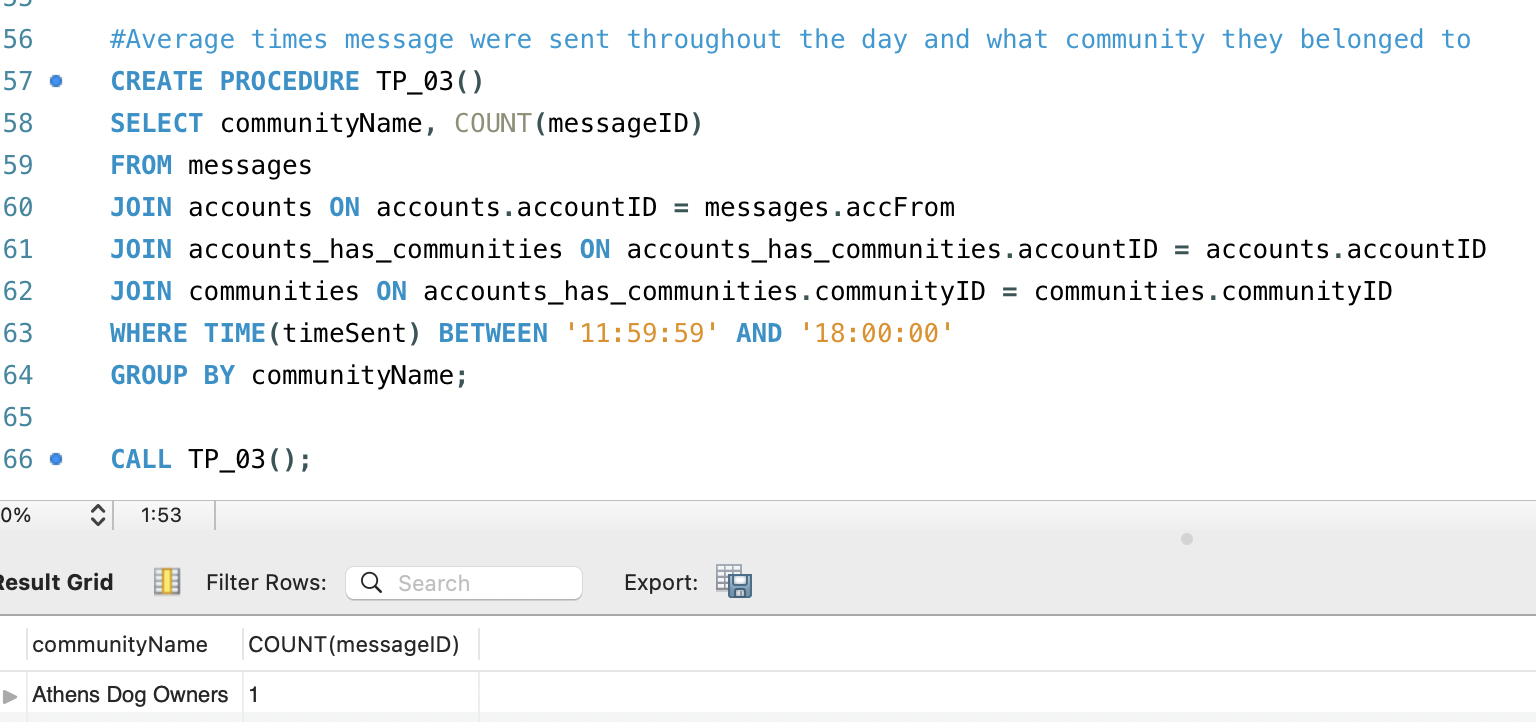 56 #Average times message were sent throughout the day and what community they belonged to
57 CREATE PROCEDURE TP_03()
58 SELECT communityName, COUNT(messageID)
59 FROM messages
60 JOIN accounts ON accounts.accountID = messages.accFrom
61 JOIN accounts_has_communities ON accounts_has_communities.accountID = accounts.accountID
62 JOIN communities ON accounts_has_communities.communityID = communities.communityID
63 WHERE TIME(timeSent) BETWEEN '11:59:59' AND '18:00:00'
64 GROUP BY communityName;
65
66 CALL TP_03();
0% 1:53
Result Grid Filter Rows: Search Export:
communityName COUNT(messageID)
Athens Dog Owners 1